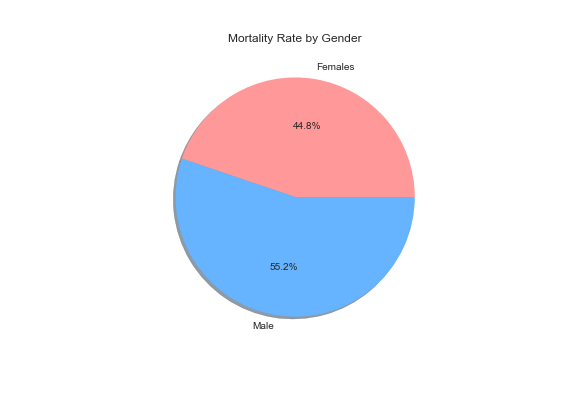 Mortality Rate by Gender
Females
44.8%
55.2%
Male